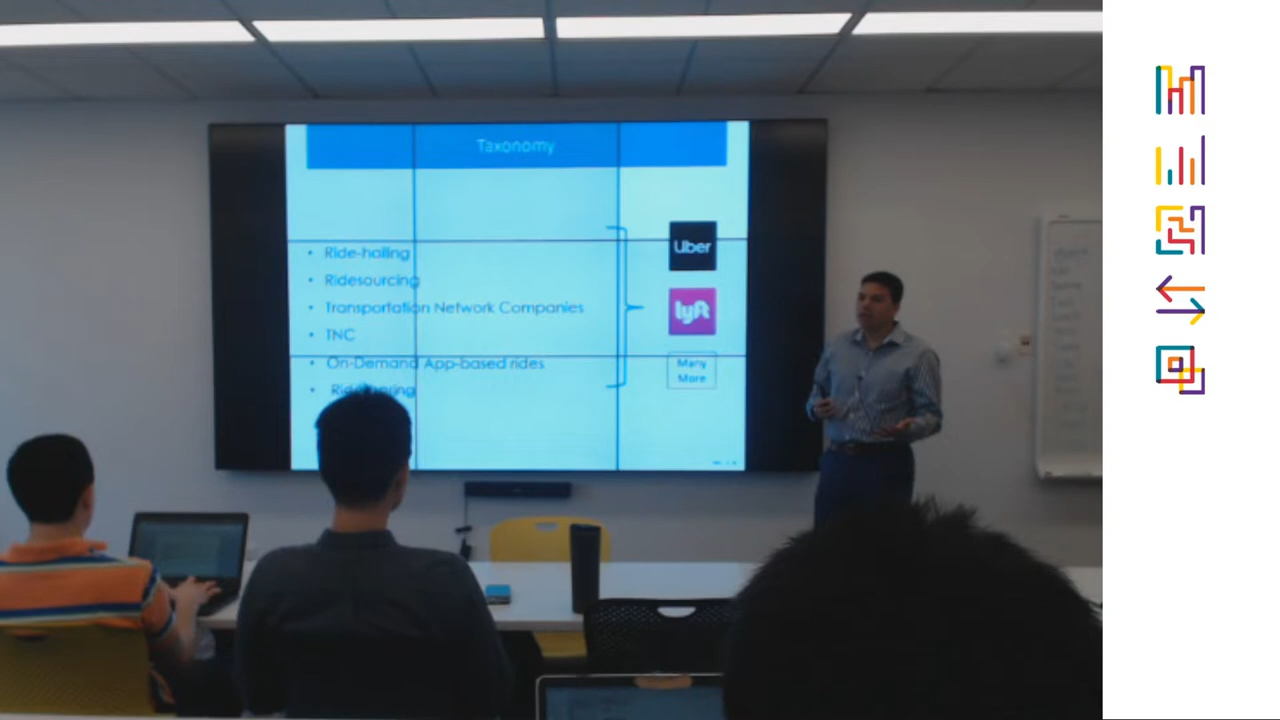 Taxonomy
• Ride-hailing
• Ridesourcing
• Transportation Network Companies
• TNC
• On-Demand App-based rides
•
Uber
lyft
Many
More